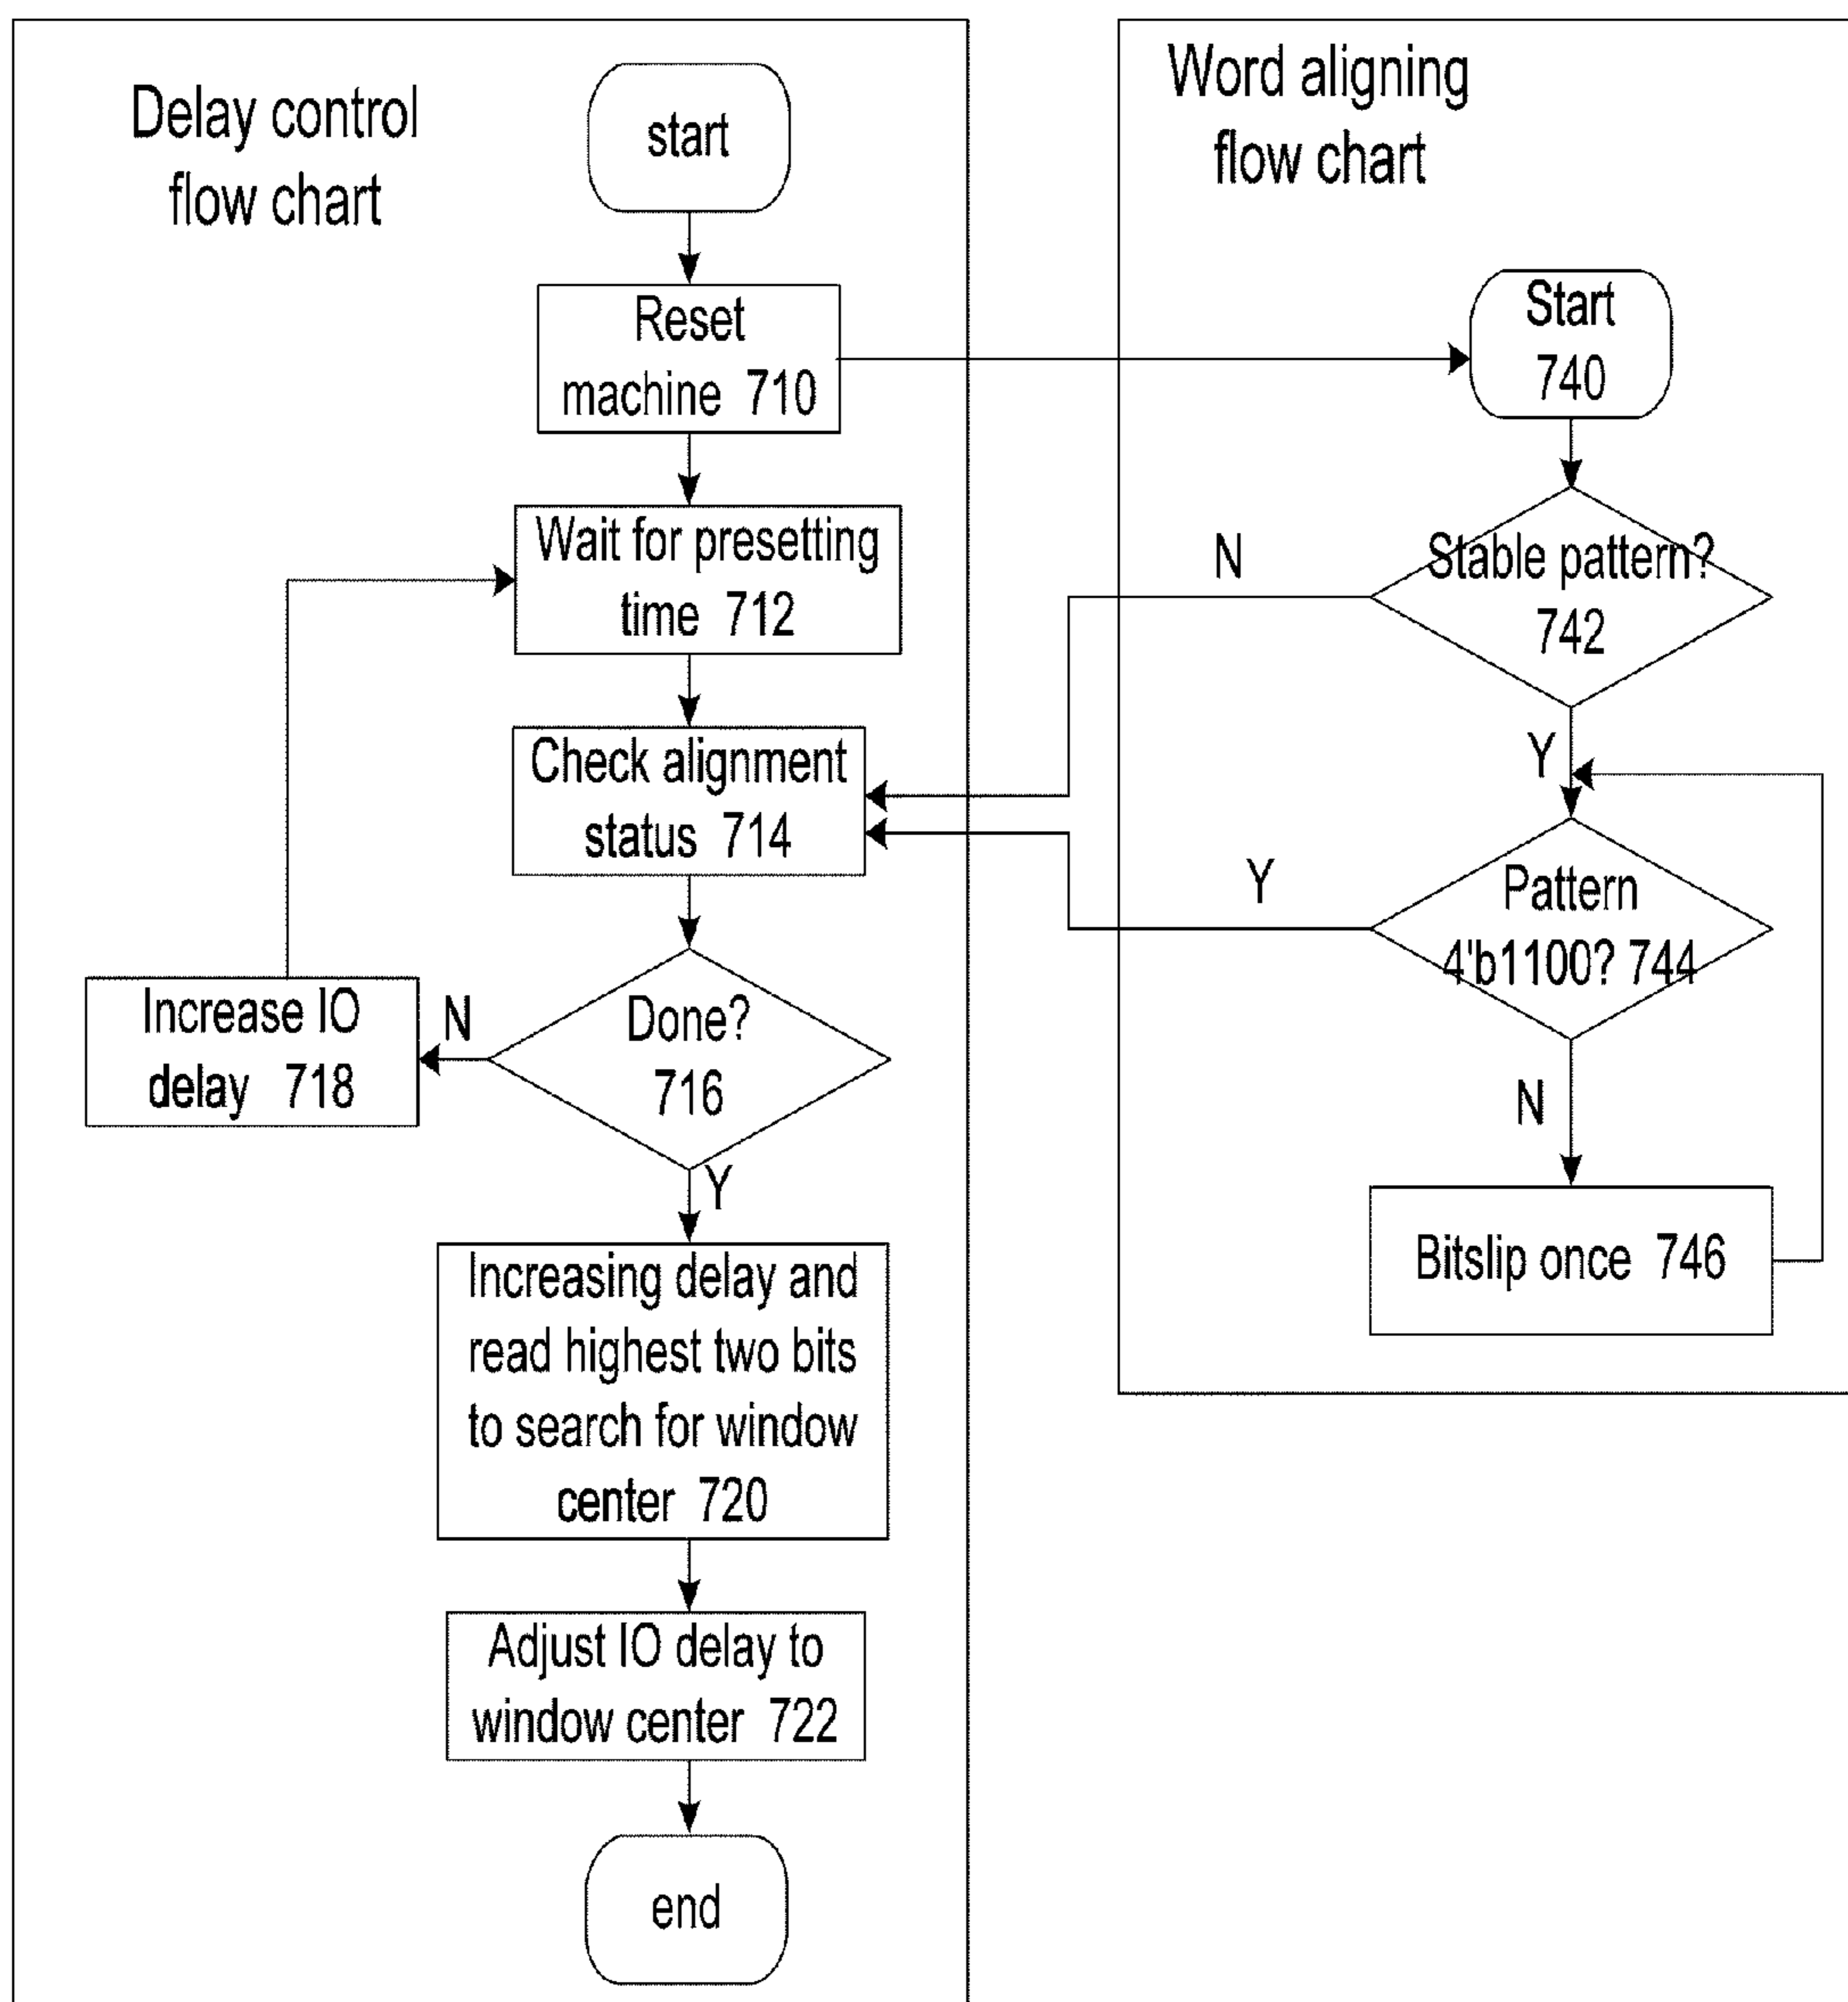 Delay control
flow chart
start
Reset
machine 710
Wait for presetting
time 712
Check alignment
status 714
Done?
716
N
Increase IO
delay 718
Y
Increasing delay and
read highest two bits
to search for window
center 720
Adjust IO delay to
window center 722
end
Word aligning
flow chart
Start
740
Stable pattern?
742
N
Y
Pattern
4'b1100? 744
Y
N
Bitslip once 746